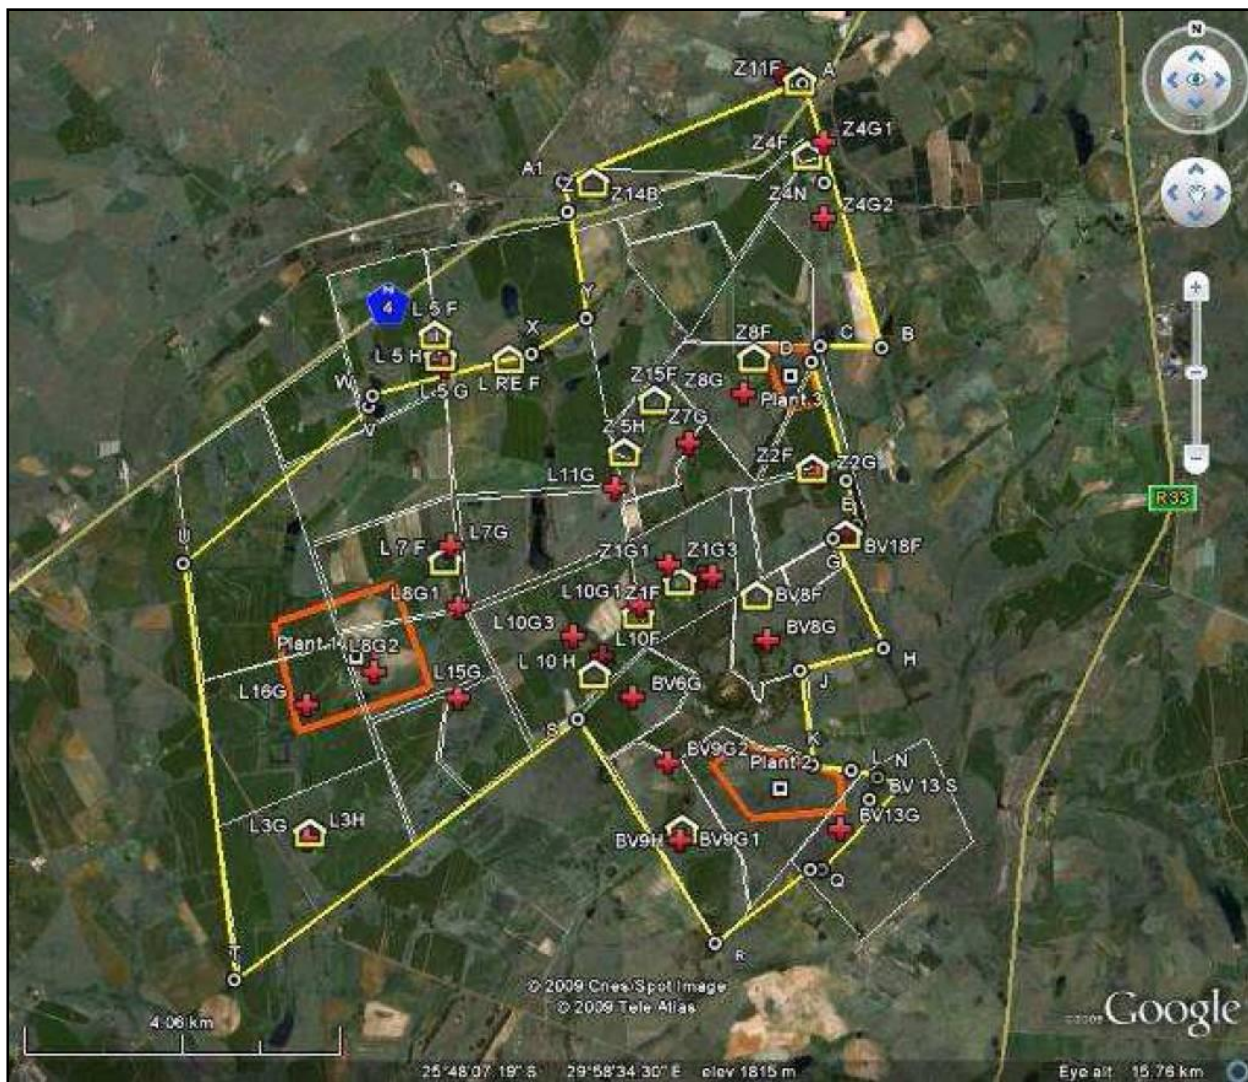 N
Z11F
A
Z4G1
Z4F
A1
Z
Z14B
Z4N
Z4G2
N
4
L 5 F
Y
X
L 5 H
L RE F
L 5 G
W
V
Z8F
D
C
B
Z15F
Z8G
Plant 3
Z 5H
Z7G
Z2F
Z2G
L11G
E
R33
U
L7G
L 7 F
Z1G1
Z1G3
G
BV18F
L8G1
L10G1
Z1F
BV8F
L10G3
L10F
BV8G
H
Plant 1
L8G2
L 10 H
J
L16G
L15G
BV6G
S
K
BV9G2
Plant 2
L
N
BV 13 S
L3G
L3H
BV13G
BV9H
BV9G1
Q
T
R
© 2009 Cnes/Spot Image
© 2009 Tele Atlas
4.06 km
©2009 Google
25°48'07.19" S 29°58'34.30" E elev 1815 m Eye alt 15.76 km